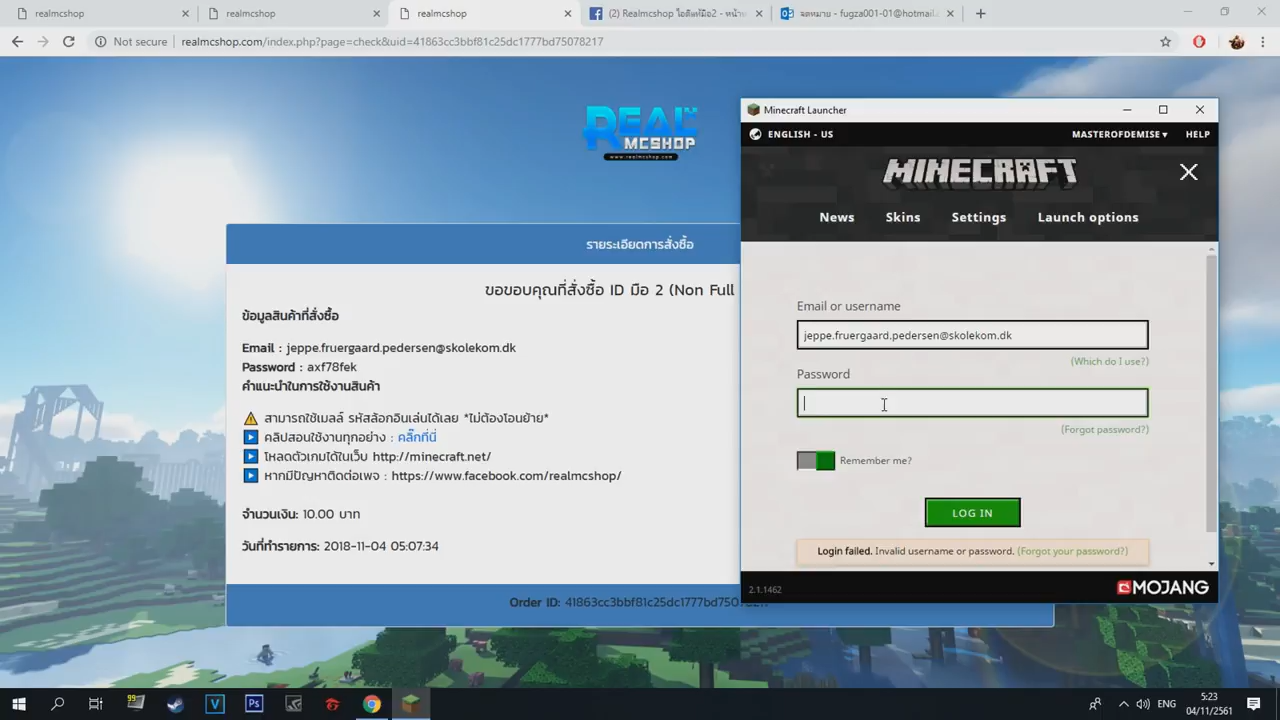 realmcshop
realmcshop
realmcshop
(2) Realmcshop ไอดีแท้มือ2 - หน้าห
จดหมาย - fugza001-01@hotmail.
Not secure
realmcshop.com/index.php?page=check&uid=41863cc3bbf81c25dc1777bd75078217
REAL
MCSHOP
www.realmcshop.com
รายระเอียดการสั่งซื้อ
ขอขอบคุณที่สั่งซื้อ ID มือ 2 (Non Full
ข้อมูลสินค้าที่สั่งซื้อ
Email : jeppe.fruergaard.pedersen@skolekom.dk
Password : axf78fek
คำแนะนำในการใช้งานสินค้า
สามารถใช้เมลล์ รหัสล้อกอินเล่นได้เลย *ไม่ต้องโอนย้าย*
คลิปสอนใช้งานทุกอย่าง : คลิ๊กที่นี่
โหลดตัวเกมได้ในเว็บ http://minecraft.net/
หากมีปัญหาติดต่อเพจ : https://www.facebook.com/realmcshop/
จำนวนเงิน: 10.00 บาท
วันที่ทำรายการ: 2018-11-04 05:07:34
Order ID: 41863cc3bbf81c25dc1777bd75078217
Minecraft Launcher
ENGLISH - US
MASTEROFDEMISE
HELP
MINECRAFT
News
Skins
Settings
Launch options
Email or username
jeppe.fruergaard.pedersen@skolekom.dk
(Which do I use?)
Password
(Forgot password?)
Remember me?
LOG IN
Login failed. Invalid username or password. (Forgot your password?)
2.1.1462
MOJANG
99
V
Ps
ENG
5:23
04/11/2561